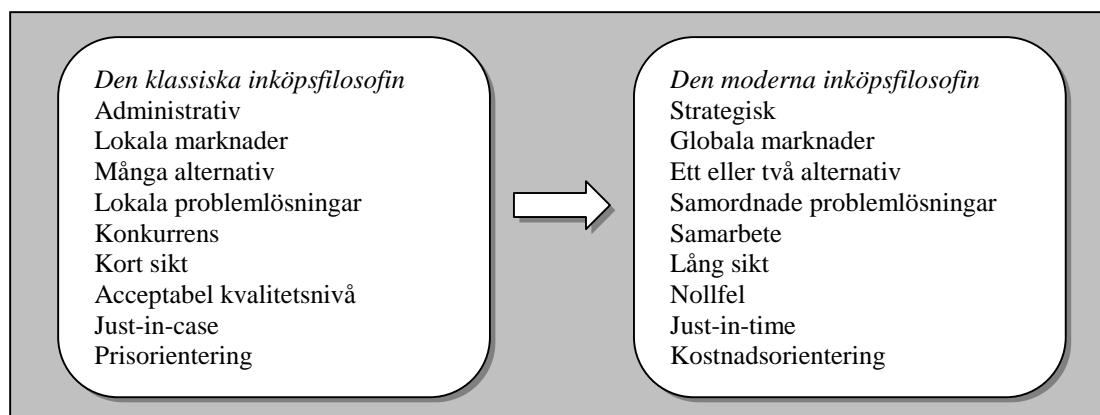 Den klassiska inköpsfilosofin
Administrativ
Lokala marknader
Många alternativ
Lokala problemlösningar
Konkurrens
Kort sikt
Acceptabel kvalitetsnivå
Just-in-case
Prisorientering
Den moderna inköpsfilosofin
Strategisk
Globala marknader
Ett eller två alternativ
Samordnade problemlösningar
Samarbete
Lång sikt
Nollfel
Just-in-time
Kostnadsorientering